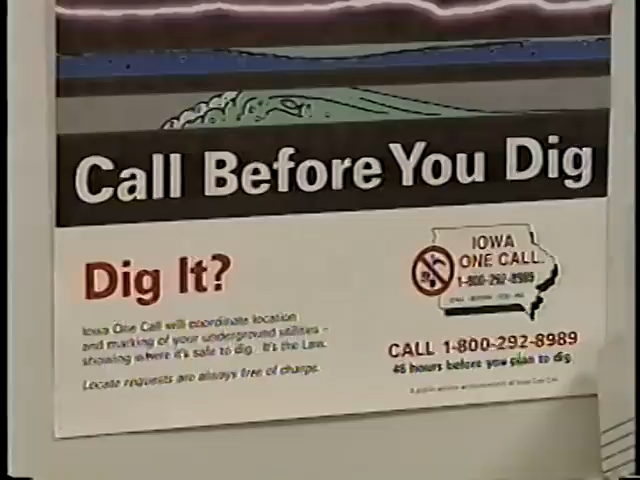 Call Before You Dig
Dig It?
Iowa One Call will coordinate location
and marking of your underground utilities -
showing where it's safe to dig. It's the Law.
Locate requests are always free of charge.
IOWA
ONE CALL
1-800-292-8989
CALL 1-800-292-8989
48 hours before you plan to dig